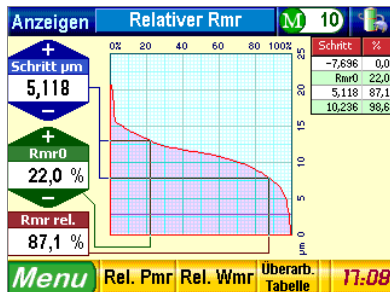 Anzeigen Relativer Rmr M 10
Schritt µm
5,118
Rmr0
22,0 %
Rmr rel.
87,1 %
0% 20 40 60 80 100%
25
20
15
10
5
µm 0
Schritt %
-7,696 0,0
Rmr0 22,0
5,118 87,1
10,236 98,6
Menu Rel. Pmr Rel. Wmr Überarb. Tabelle 17:08